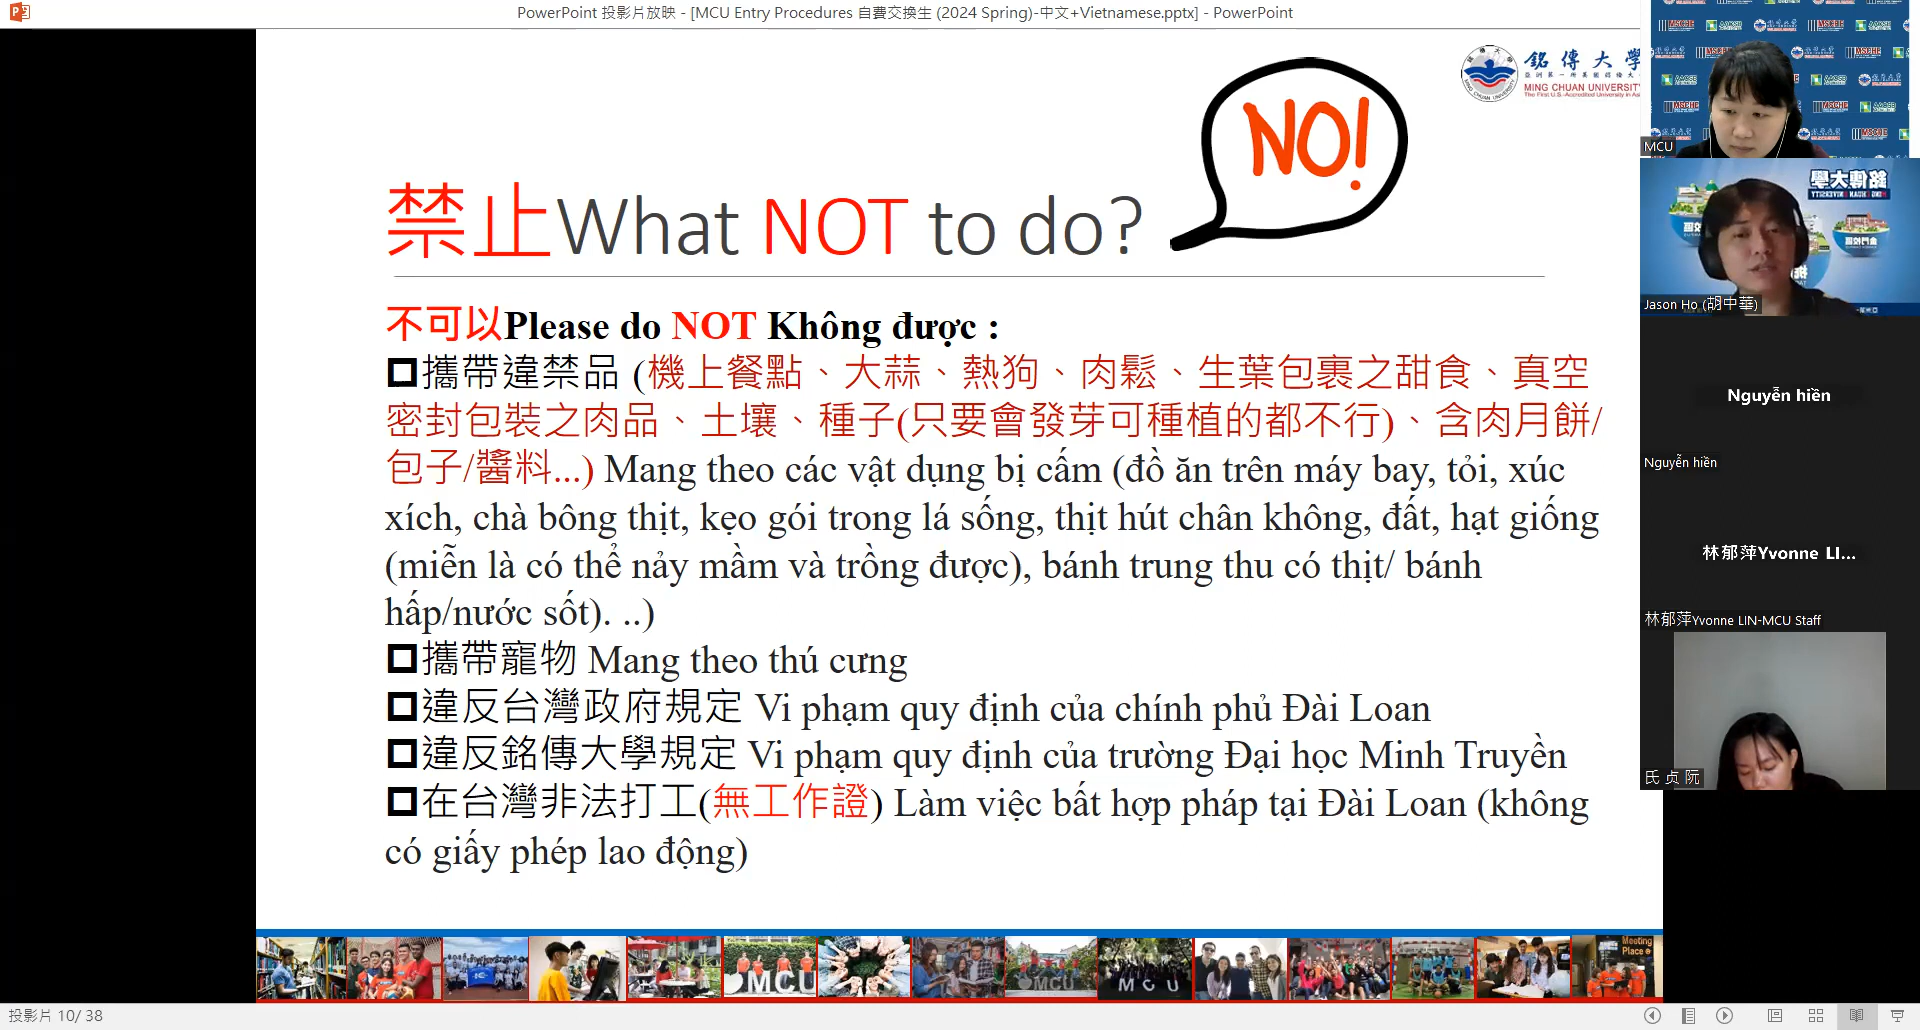 PowerPoint 投影片放映 - [MCU Entry Procedures 自費交換生 (2024 Spring)-中文+Vietnamese.pptx] - PowerPoint
NO!
銘傳大學
MING CHUAN UNIVERSITY
禁止What NOT to do?
不可以Please do NOT Không được :
攜帶違禁品 (機上餐點、大蒜、熱狗、肉鬆、生葉包裹之甜食、真空
密封包裝之肉品、土壤、種子(只要會發芽可種植的都不行)、含肉月餅/
包子/醬料...) Mang theo các vật dụng bị cấm (đồ ăn trên máy bay, tỏi, xúc
xích, chà bông thịt, kẹo gói trong lá sống, thịt hút chân không, đất, hạt giống
(miễn là có thể nảy mầm và trồng được), bánh trung thu có thịt/ bánh
hấp/nước sốt). ..)
攜帶寵物 Mang theo thú cưng
違反台灣政府規定 Vi phạm quy định của chính phủ Đài Loan
違反銘傳大學規定 Vi phạm quy định của trường Đại học Minh Truyền
在台灣非法打工(無工作證) Làm việc bất hợp pháp tại Đài Loan (không
có giấy phép lao động)
MCU
MCU
MCU
Meeting
Place
投影片 10/ 38
MCU
銘傳大學
Jason Ho (胡中華)
Nguyễn hiền
Nguyễn hiền
林郁萍Yvonne LI...
林郁萍Yvonne LIN-MCU Staff
氏 贞 阮